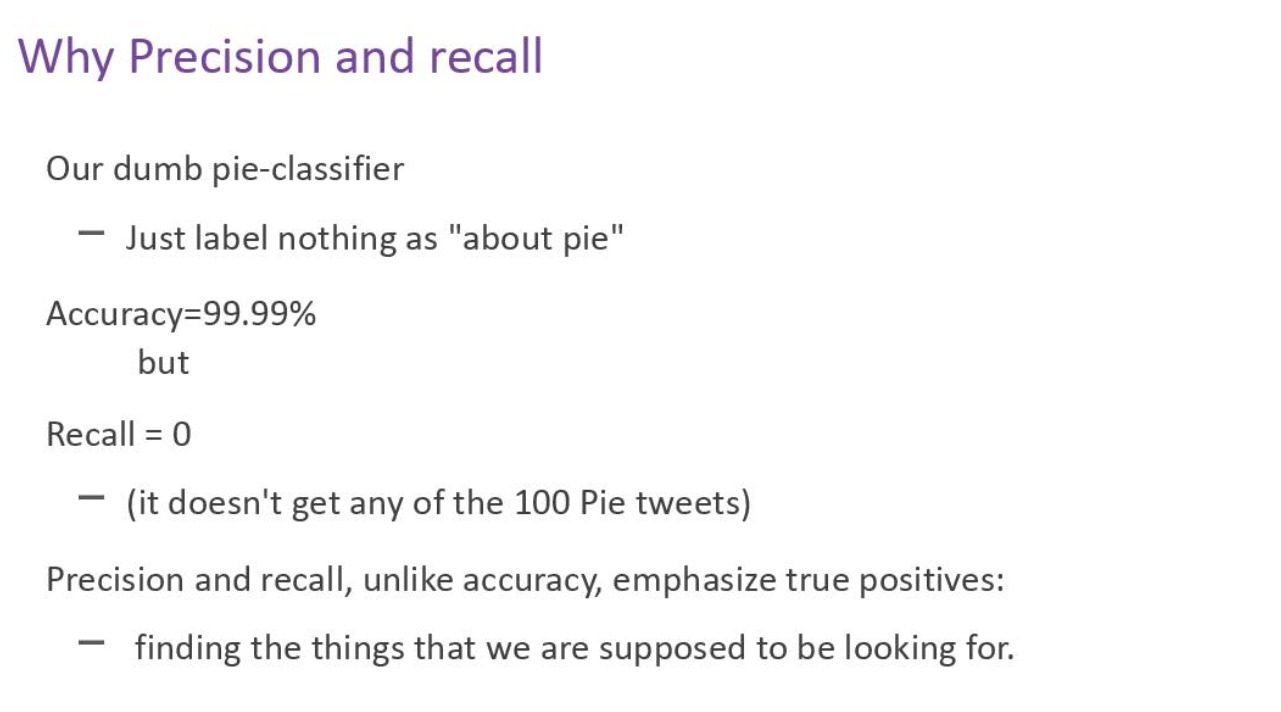 Why Precision and recall
Our dumb pie-classifier
– Just label nothing as "about pie"
Accuracy=99.99%
but
Recall = 0
– (it doesn't get any of the 100 Pie tweets)
Precision and recall, unlike accuracy, emphasize true positives:
– finding the things that we are supposed to be looking for.